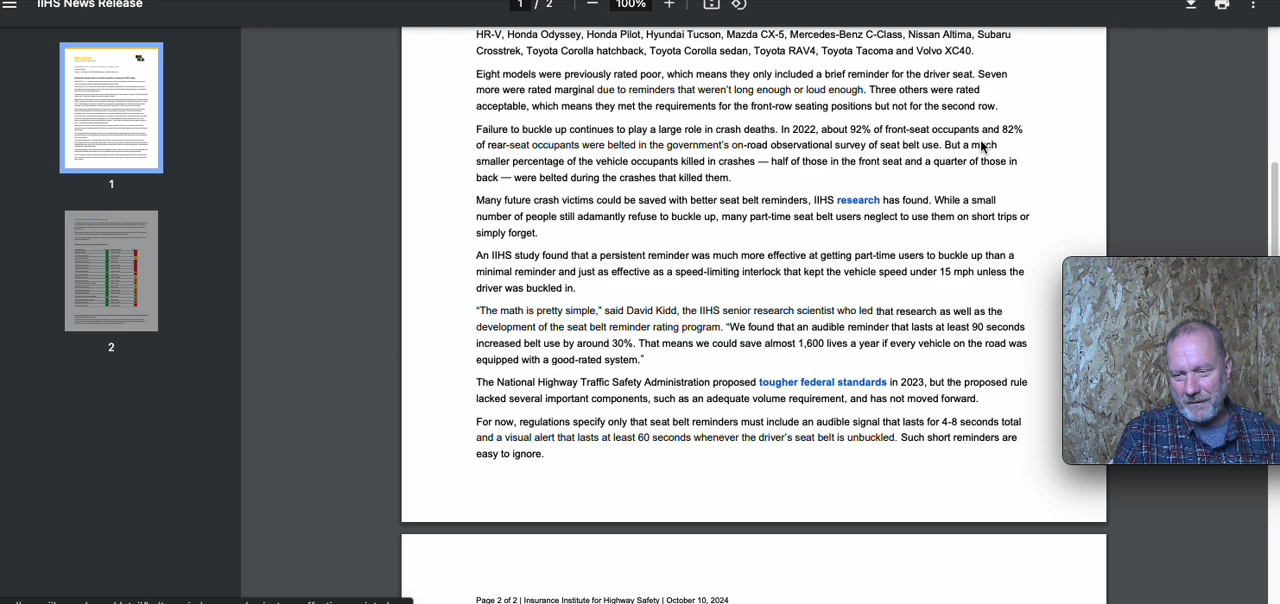 IIHS News Release
1 / 2
100%
1
2
HR-V, Honda Odyssey, Honda Pilot, Hyundai Tucson, Mazda CX-5, Mercedes-Benz C-Class, Nissan Altima, Subaru
Crosstrek, Toyota Corolla hatchback, Toyota Corolla sedan, Toyota RAV4, Toyota Tacoma and Volvo XC40.
Eight models were previously rated poor, which means they only included a brief reminder for the driver seat. Seven
more were rated marginal due to reminders that weren't long enough or loud enough. Three others were rated
acceptable, which means they met the requirements for the front-row seating positions but not for the second row.
Failure to buckle up continues to play a large role in crash deaths. In 2022, about 92% of front-seat occupants and 82%
of rear-seat occupants were belted in the government's on-road observational survey of seat belt use. But a much
smaller percentage of the vehicle occupants killed in crashes — half of those in the front seat and a quarter of those in
back — were belted during the crashes that killed them.
Many future crash victims could be saved with better seat belt reminders, IIHS research has found. While a small
number of people still adamantly refuse to buckle up, many part-time seat belt users neglect to use them on short trips or
simply forget.
An IIHS study found that a persistent reminder was much more effective at getting part-time users to buckle up than a
minimal reminder and just as effective as a speed-limiting interlock that kept the vehicle speed under 15 mph unless the
driver was buckled in.
“The math is pretty simple,” said David Kidd, the IIHS senior research scientist who led that research as well as the
development of the seat belt reminder rating program. “We found that an audible reminder that lasts at least 90 seconds
increased belt use by around 30%. That means we could save almost 1,600 lives a year if every vehicle on the road was
equipped with a good-rated system.”
The National Highway Traffic Safety Administration proposed tougher federal standards in 2023, but the proposed rule
lacked several important components, such as an adequate volume requirement, and has not moved forward.
For now, regulations specify only that seat belt reminders must include an audible signal that lasts for 4-8 seconds total
and a visual alert that lasts at least 60 seconds whenever the driver's seat belt is unbuckled. Such short reminders are
easy to ignore.
Page 2 of 2 | Insurance Institute for Highway Safety | October 10, 2024